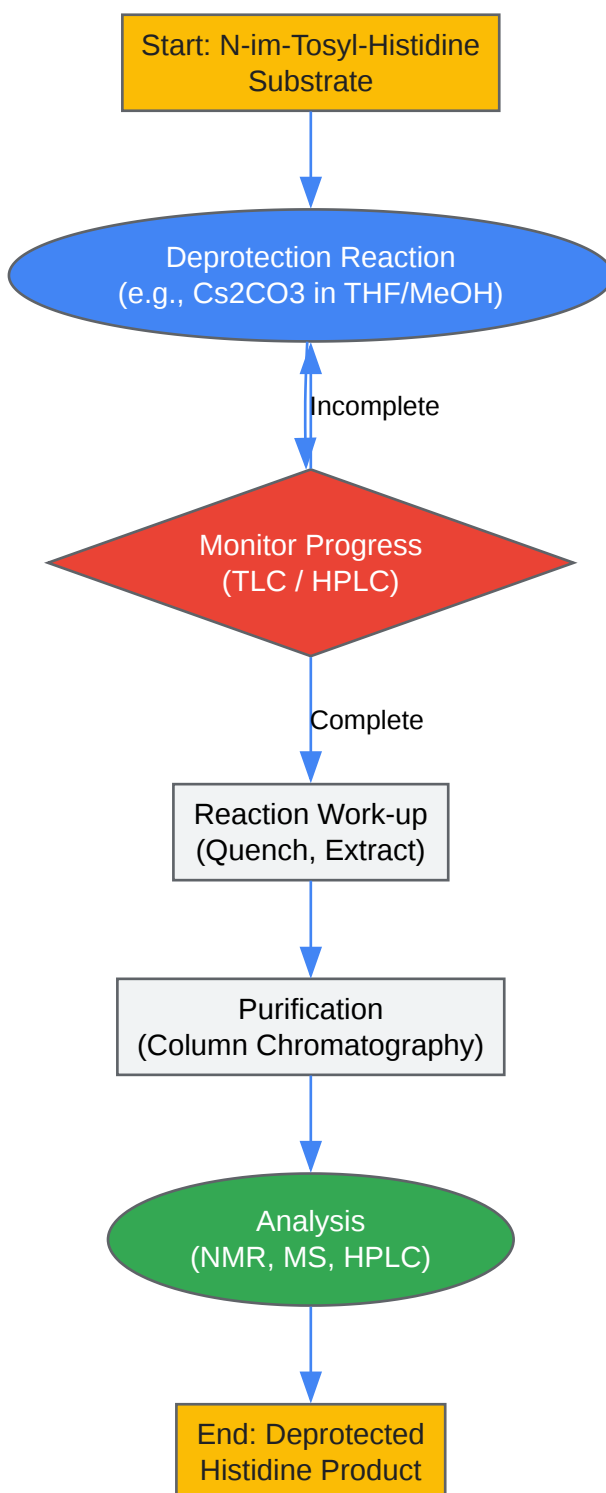 Start: N-im-Tosyl-Histidine
Substrate
Deprotection Reaction
(e.g., Cs2CO3 in THF/MeOH)
Incomplete
Monitor Progress
(TLC / HPLC)
Complete
Reaction Work-up
(Quench, Extract)
Purification
(Column Chromatography)
Analysis
(NMR, MS, HPLC)
End: Deprotected
Histidine Product